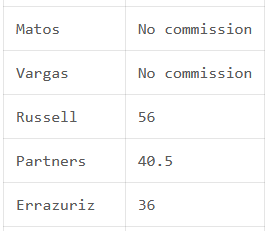 Matos No commission
Vargas No commission
Russell 56
Partners 40.5
Errazuriz 36